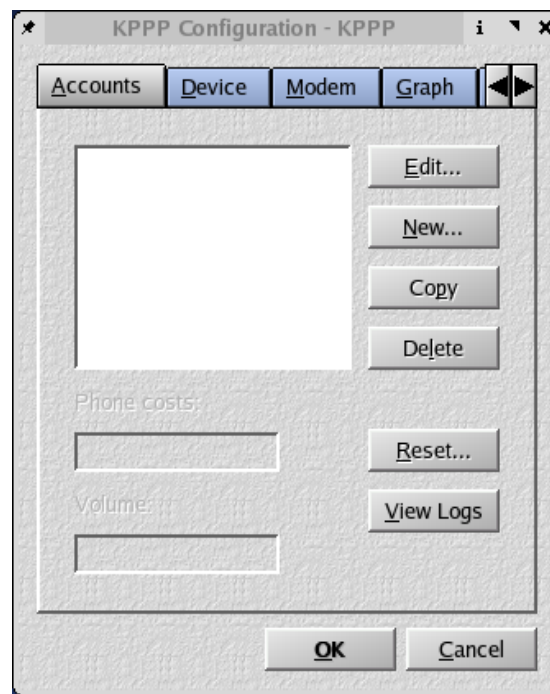 KPPP Configuration - KPPP
Accounts Device Modem Graph
Edit...
New...
Copy
Delete
Phone costs:
Reset...
Volume:
View Logs
OK Cancel